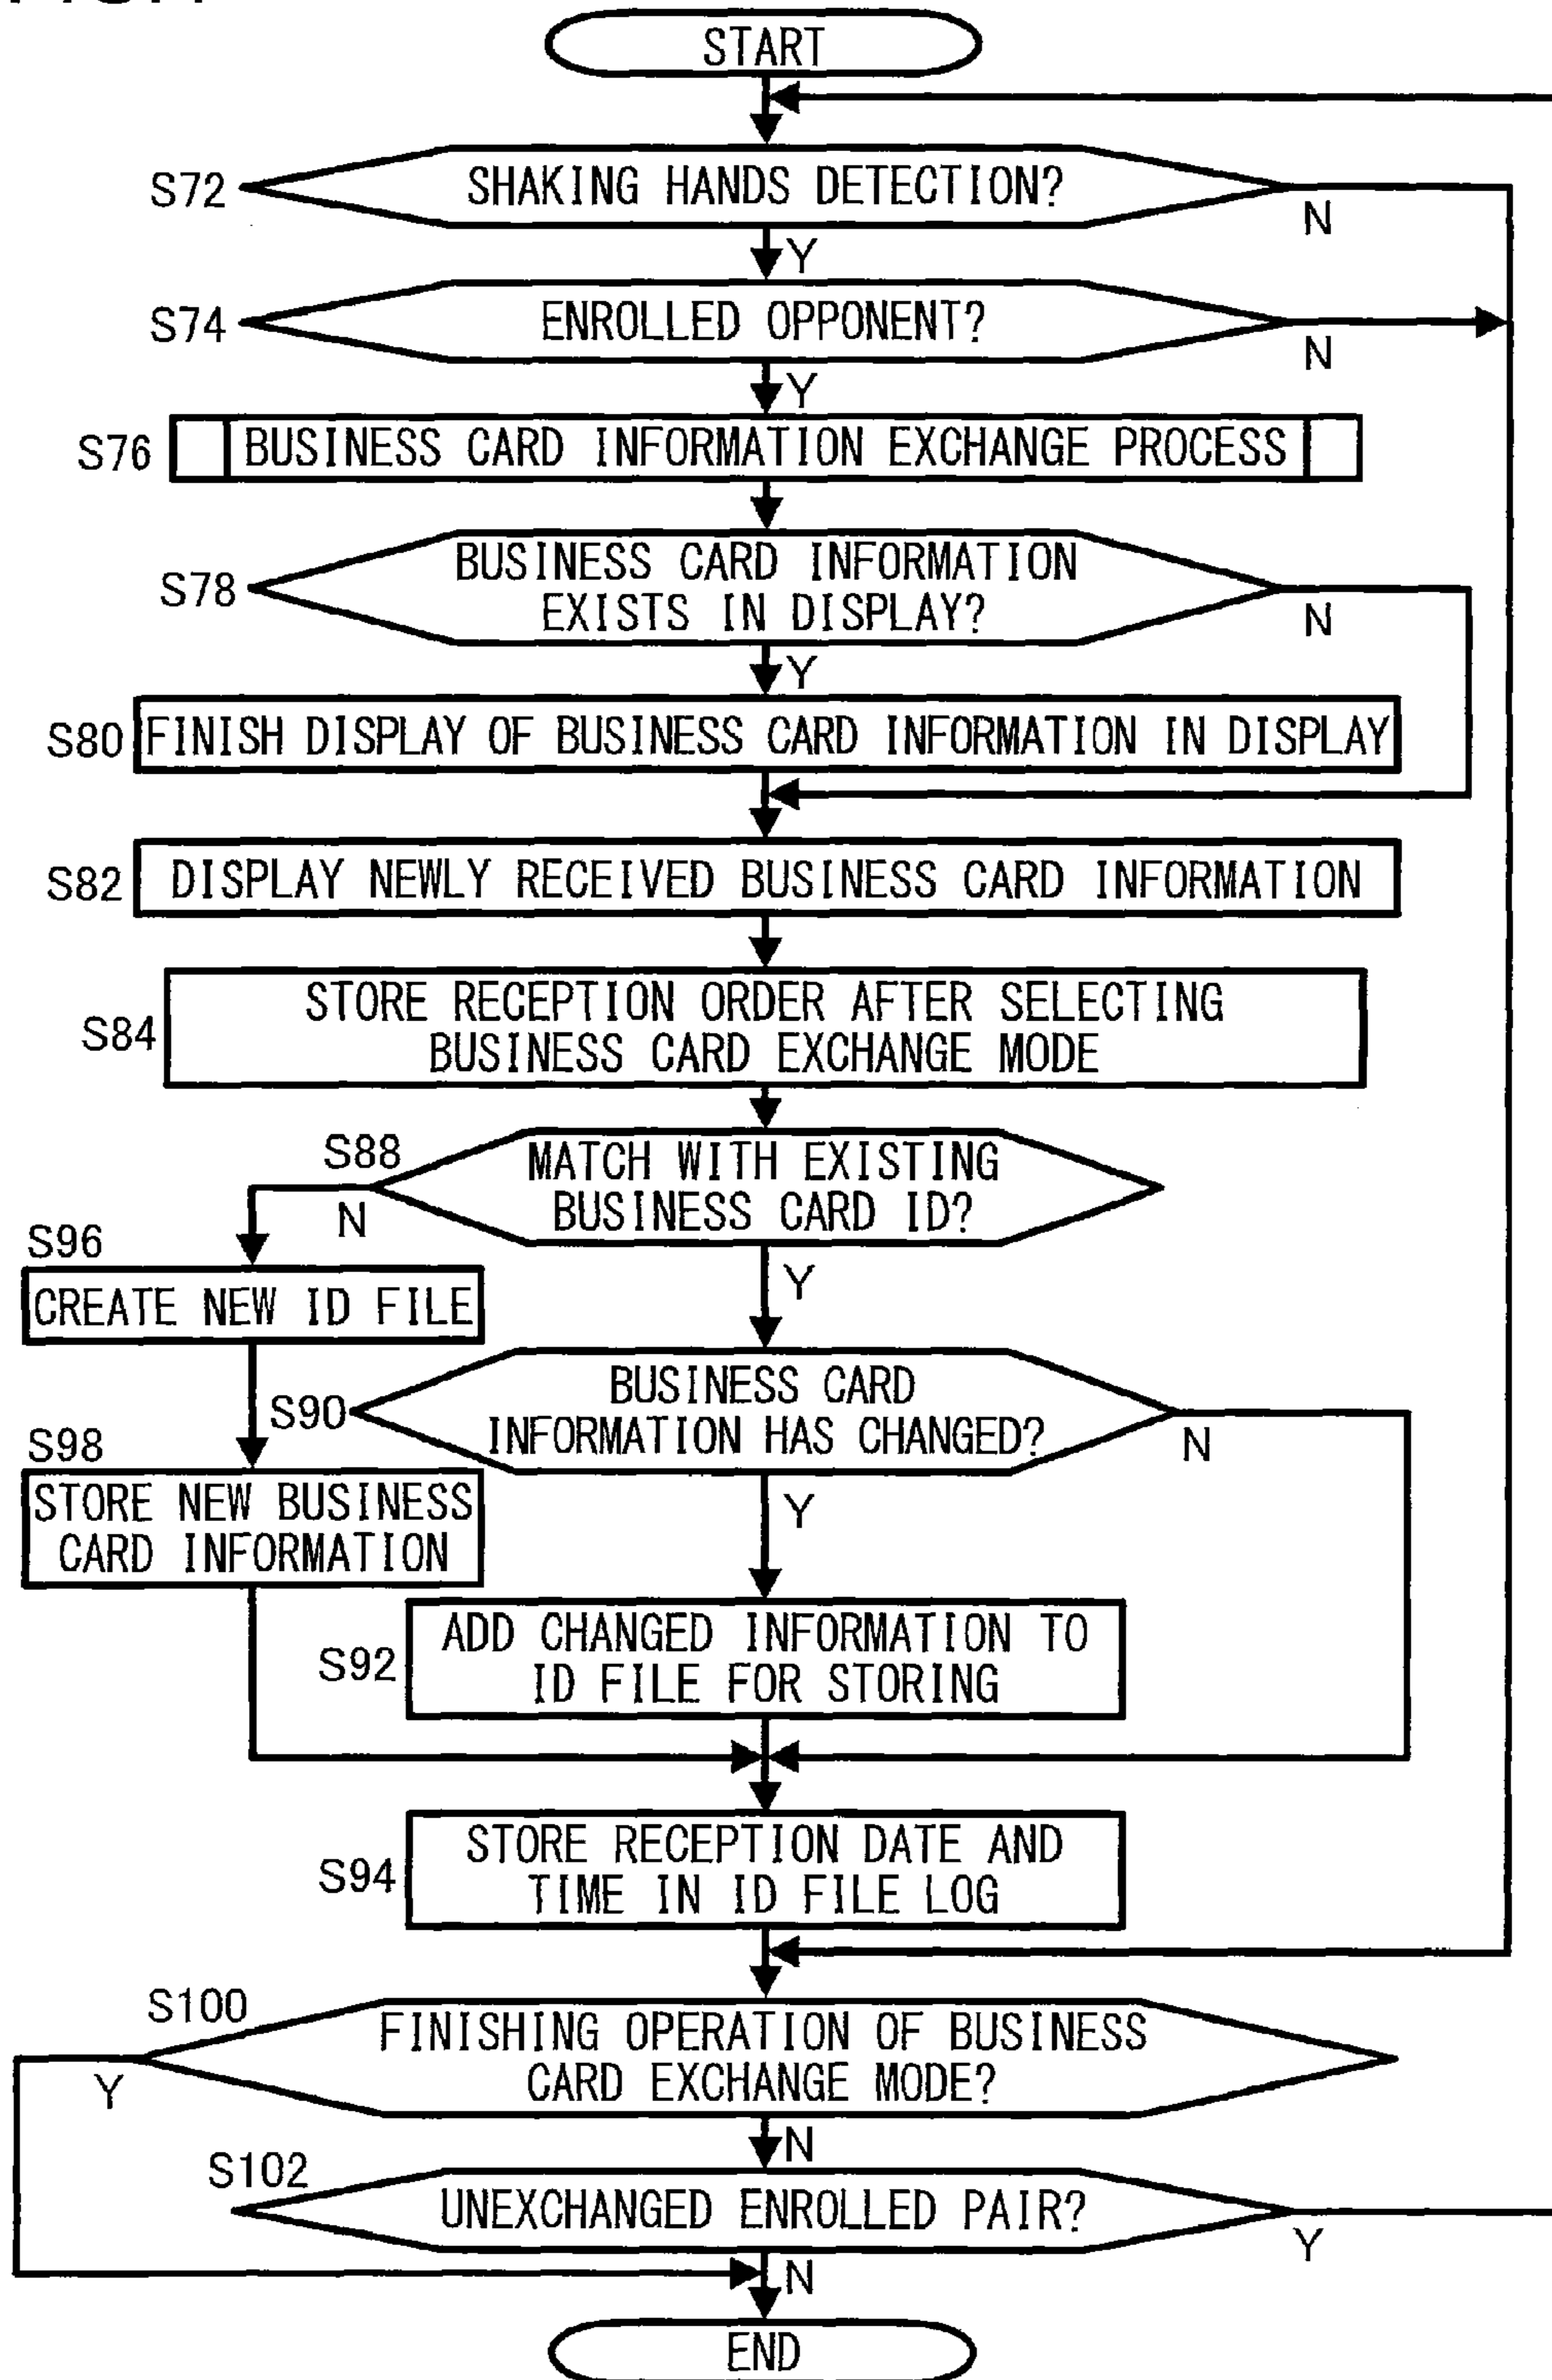 START
S72
SHAKING HANDS DETECTION?
N
Y
S74
ENROLLED OPPONENT?
N
Y
S76
BUSINESS CARD INFORMATION EXCHANGE PROCESS
S78
BUSINESS CARD INFORMATION
EXISTS IN DISPLAY?
N
Y
S80
FINISH DISPLAY OF BUSINESS CARD INFORMATION IN DISPLAY
S82
DISPLAY NEWLY RECEIVED BUSINESS CARD INFORMATION
S84
STORE RECEPTION ORDER AFTER SELECTING
BUSINESS CARD EXCHANGE MODE
S88
MATCH WITH EXISTING
BUSINESS CARD ID?
N
Y
S96
CREATE NEW ID FILE
S90
BUSINESS CARD
INFORMATION HAS CHANGED?
N
Y
S98
STORE NEW BUSINESS
CARD INFORMATION
S92
ADD CHANGED INFORMATION TO
ID FILE FOR STORING
S94
STORE RECEPTION DATE AND
TIME IN ID FILE LOG
S100
FINISHING OPERATION OF BUSINESS
CARD EXCHANGE MODE?
Y
N
S102
UNEXCHANGED ENROLLED PAIR?
Y
N
END